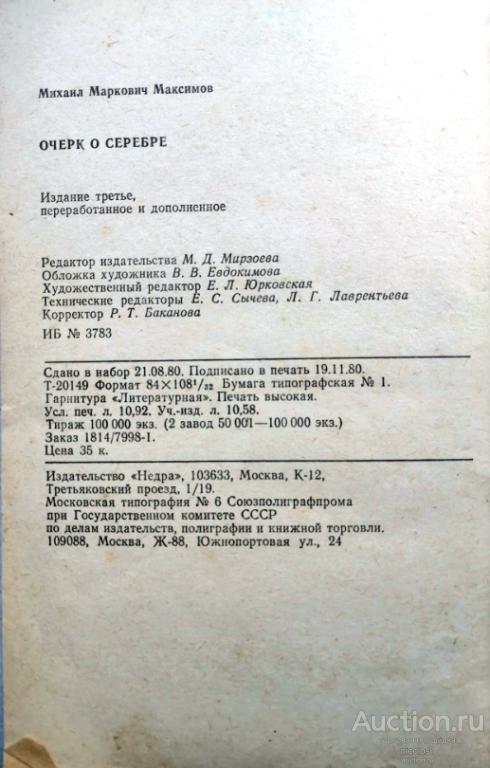 Михаил Маркович Максимов
ОЧЕРК О СЕРЕБРЕ
Издание третье,
переработанное и дополненное
Редактор издательства М. Д. Мирзоева
Обложка художника В. В. Евдокимова
Художественный редактор Е. Л. Юрковская
Технические редакторы Е. С. Сычева, Л. Г. Лаврентьева
Корректор Р. Т. Баканова
ИБ № 3783
Сдано в набор 21.08.80. Подписано в печать 19.11.80.
Т-20149 Формат 84×108¹/₃₂ Бумага типографская № 1.
Гарнитура «Литературная». Печать высокая.
Усл. печ. л. 10,92. Уч.-изд. л. 10,58.
Тираж 100 000 экз. (2 завод 50 001—100 000 экз.)
Заказ 1814/7998-1.
Цена 35 к.
Издательство «Недра», 103633, Москва, К-12,
Третьяковский проезд, 1/19.
Московская типография № 6 Союзполиграфпрома
при Государственном комитете СССР
по делам издательств, полиграфии и книжной торговли.
109088, Москва, Ж-88, Южнопортовая ул., 24
Auction.ru